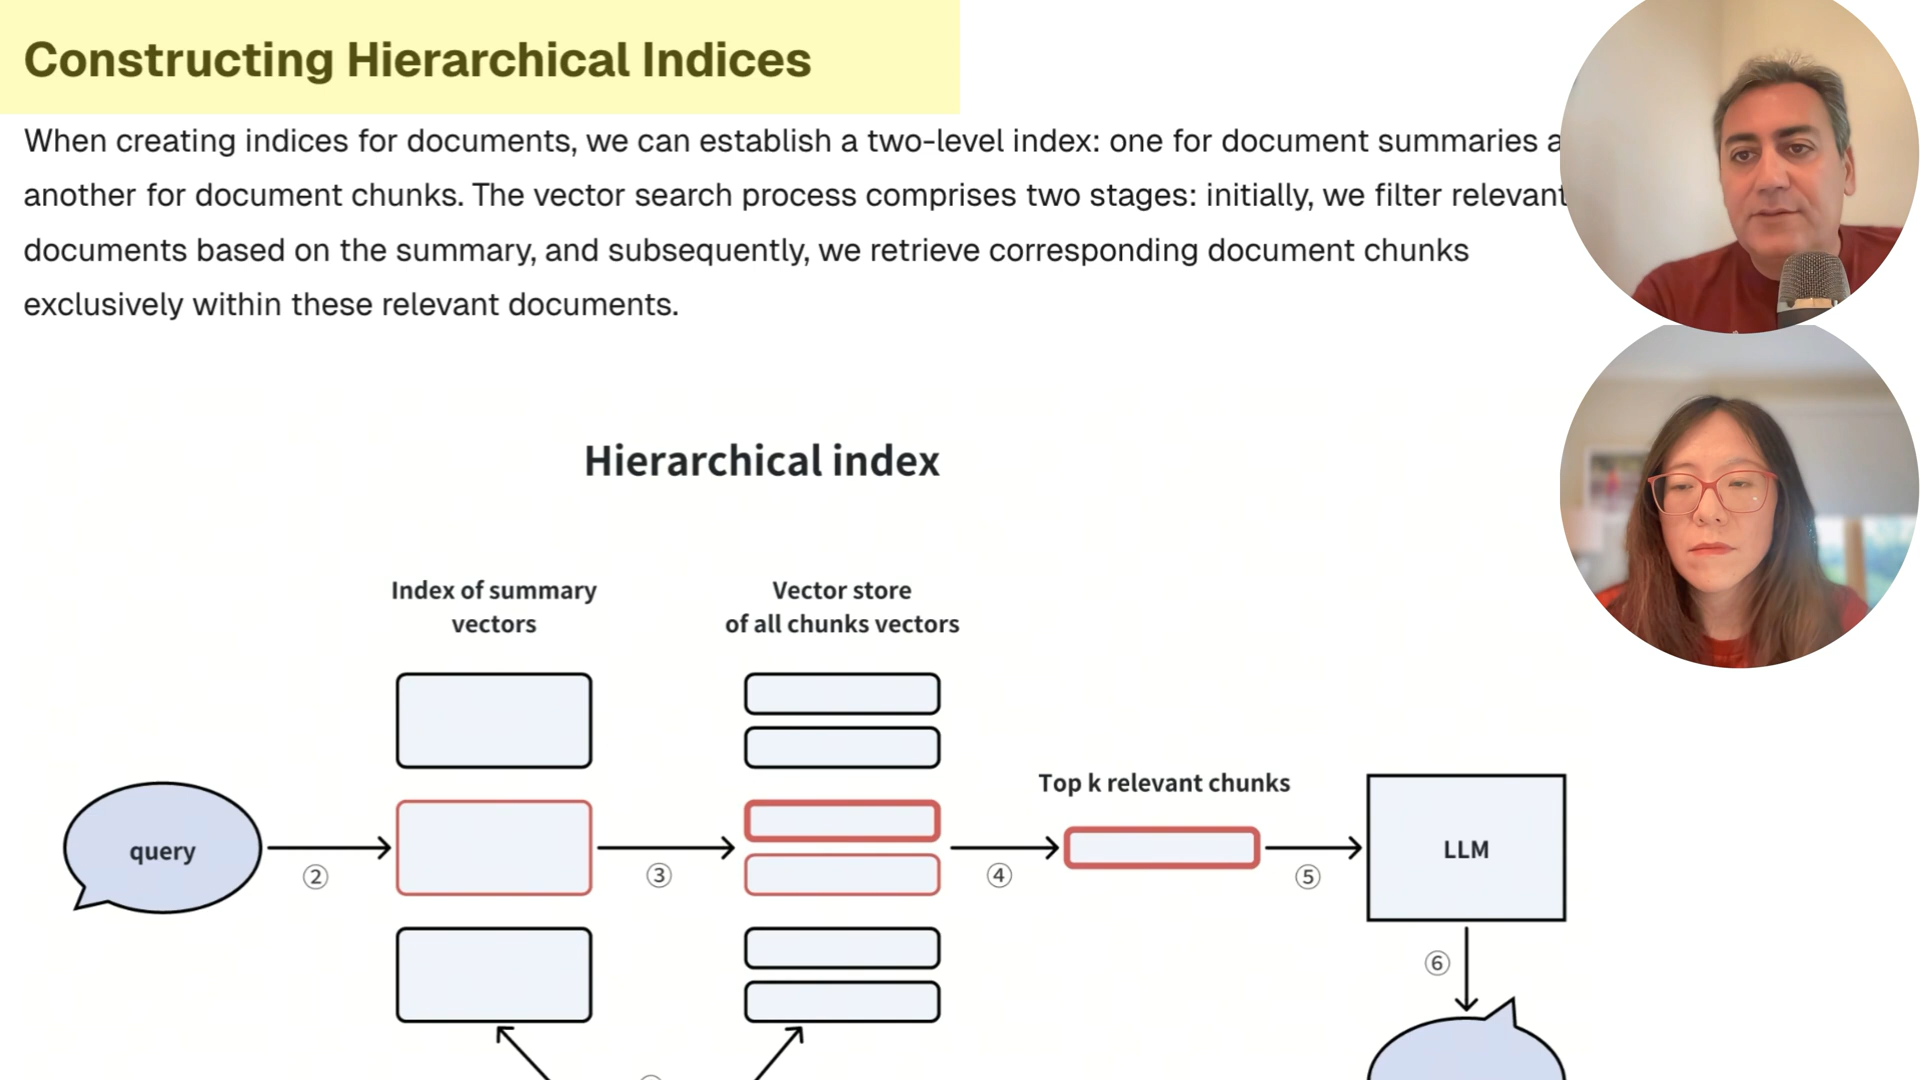 Constructing Hierarchical Indices
When creating indices for documents, we can establish a two-level index: one for document summaries
another for document chunks. The vector search process comprises two stages: initially, we filter relevant
documents based on the summary, and subsequently, we retrieve corresponding document chunks
exclusively within these relevant documents.
Hierarchical index
Index of summary
vectors
Vector store
of all chunks vectors
Top k relevant chunks
query
②
③
④
⑤
LLM
⑥